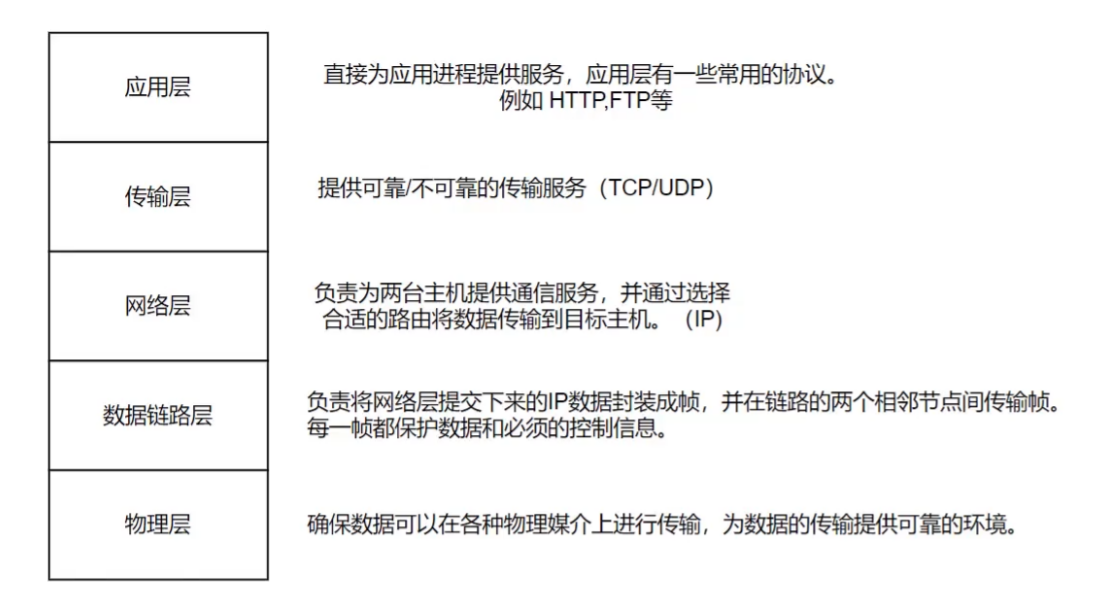 应用层
直接为应用进程提供服务，应用层有一些常用的协议。
例如 HTTP,FTP等
传输层
提供可靠/不可靠的传输服务（TCP/UDP）
网络层
负责为两台主机提供通信服务，并通过选择
合适的路由将数据传输到目标主机。（IP）
数据链路层
负责将网络层提交下来的IP数据封装成帧，并在链路的两个相邻节点间传输帧。
每一帧都保护数据和必须的控制信息。
物理层
确保数据可以在各种物理媒介上进行传输，为数据的传输提供可靠的环境。